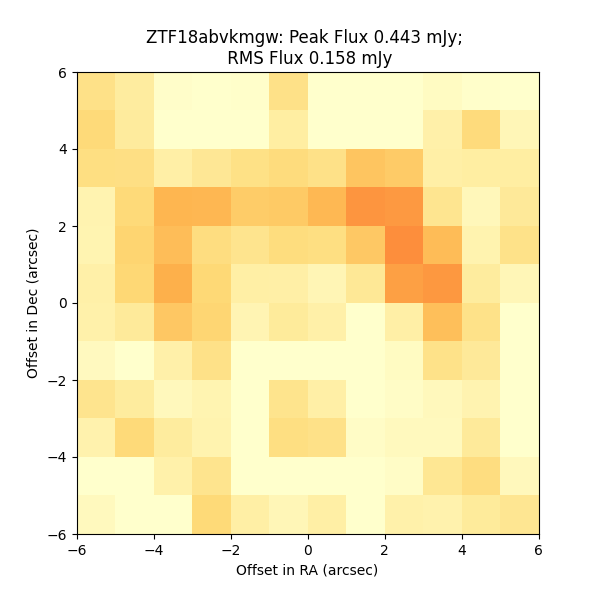 ZTF18abvkmgw: Peak Flux 0.443 mJy;
RMS Flux 0.158 mJy
6
4
2
0
−2
−4
−6
Offset in Dec (arcsec)
−6 −4 −2 0 2 4 6
Offset in RA (arcsec)